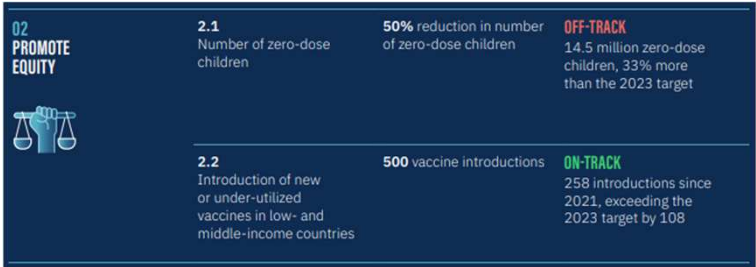 02
PROMOTE
EQUITY
2.1
Number of zero-dose
children
50% reduction in number
of zero-dose children
OFF-TRACK
14.5 million zero-dose
children, 33% more
than the 2023 target
2.2
Introduction of new
or under-utilized
vaccines in low- and
middle-income countries
500 vaccine introductions
ON-TRACK
258 introductions since
2021, exceeding the
2023 target by 108